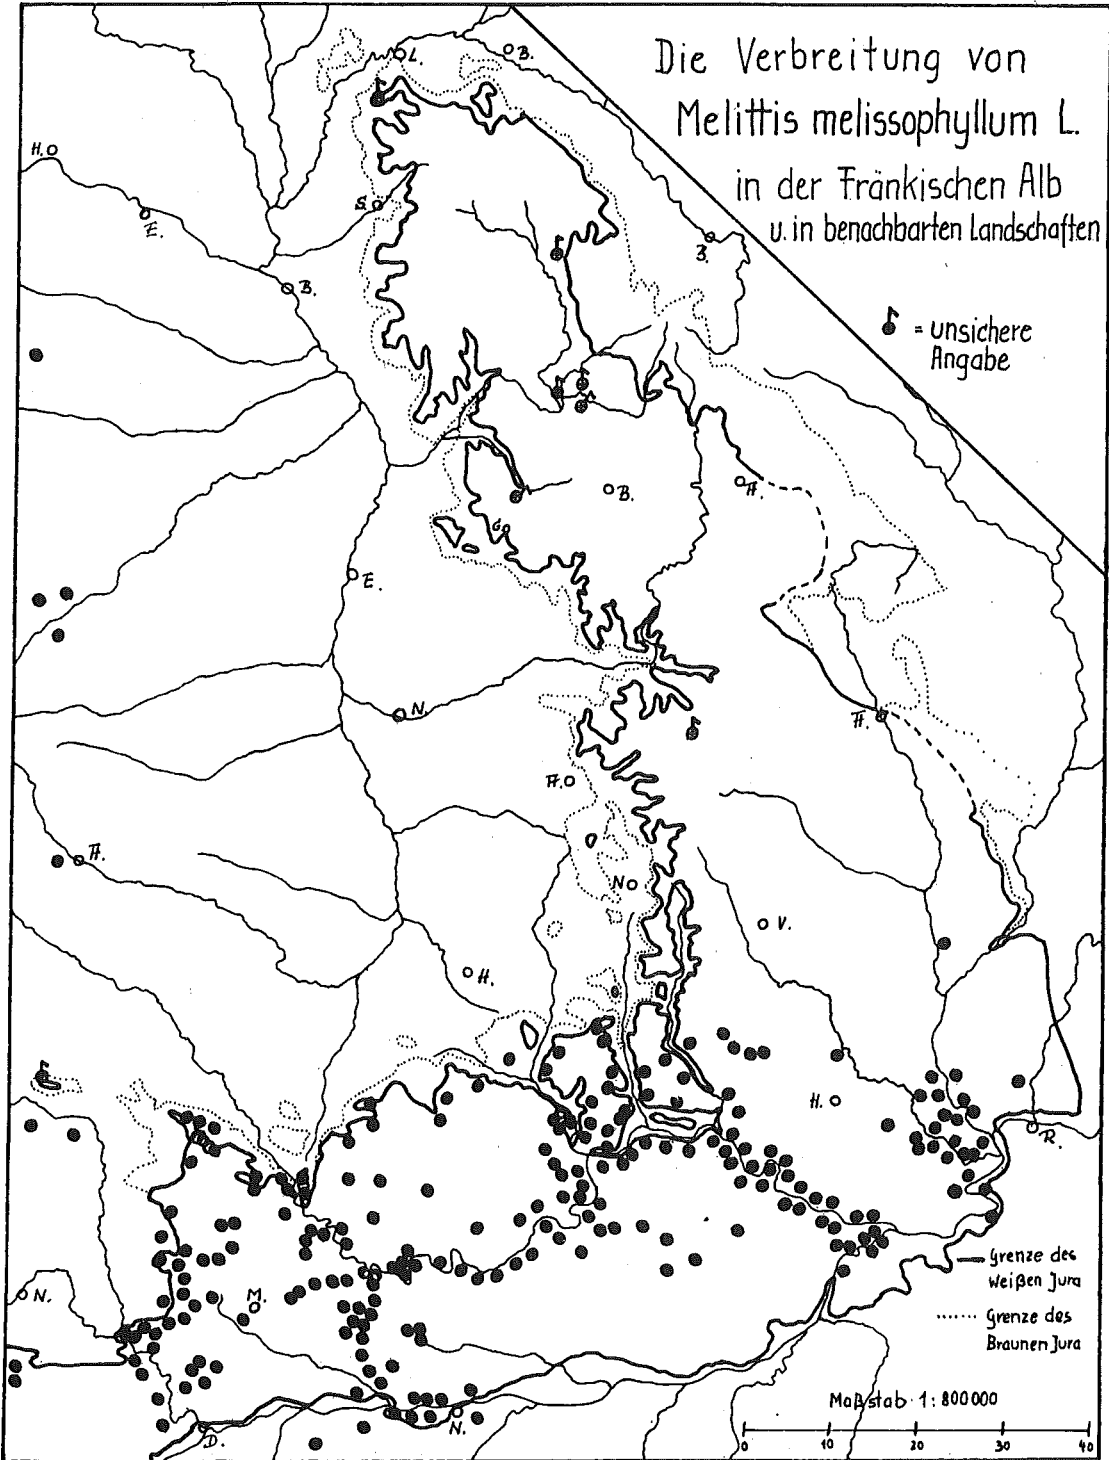 Die Verbreitung von
Melittis melissophyllum L.
in der Fränkischen Alb
u. in benachbarten Landschaften
= unsichere
Angabe
L.
B.
H.
E.
S.
B.
B.
B.
H.
G.
E.
N.
H.
A.
A.
N
V.
H.
H.
R.
N.
M.
D.
N.
Grenze des
Weißen Jura
Grenze des
Braunen Jura
Maßstab 1:800000
0 10 20 30 40